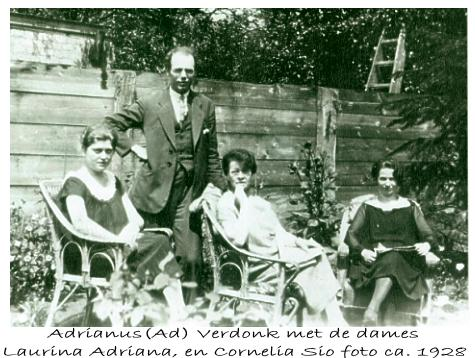 Adrianus(Ad) Verdonk met de dames
Laurina Adriana, en Cornelia Sio foto ca. 1928